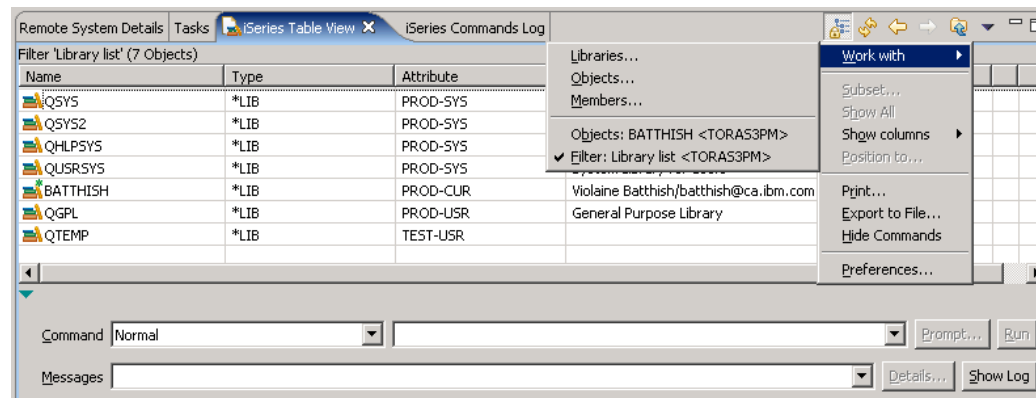 Remote System Details Tasks iSeries Table View X iSeries Commands Log
Filter 'Library list' (7 Objects)
Name Type Attribute
QSYS *LIB PROD-SYS
QSYS2 *LIB PROD-SYS
QHLPSYS *LIB PROD-SYS
QUSRSYS *LIB PROD-SYS System Library for Users
BATTHISH *LIB PROD-CUR Violaine Batthish/batthish@ca.ibm.com
QGPL *LIB PROD-USR General Purpose Library
QTEMP *LIB TEST-USR
Libraries...
Objects...
Members...
Objects: BATTHISH <TORAS3PM>
Filter: Library list <TORAS3PM>
Work with
Subset...
Show All
Show columns
Position to...
Print...
Export to File...
Hide Commands
Preferences...
Command Normal Prompt... Run
Messages Details... Show Log